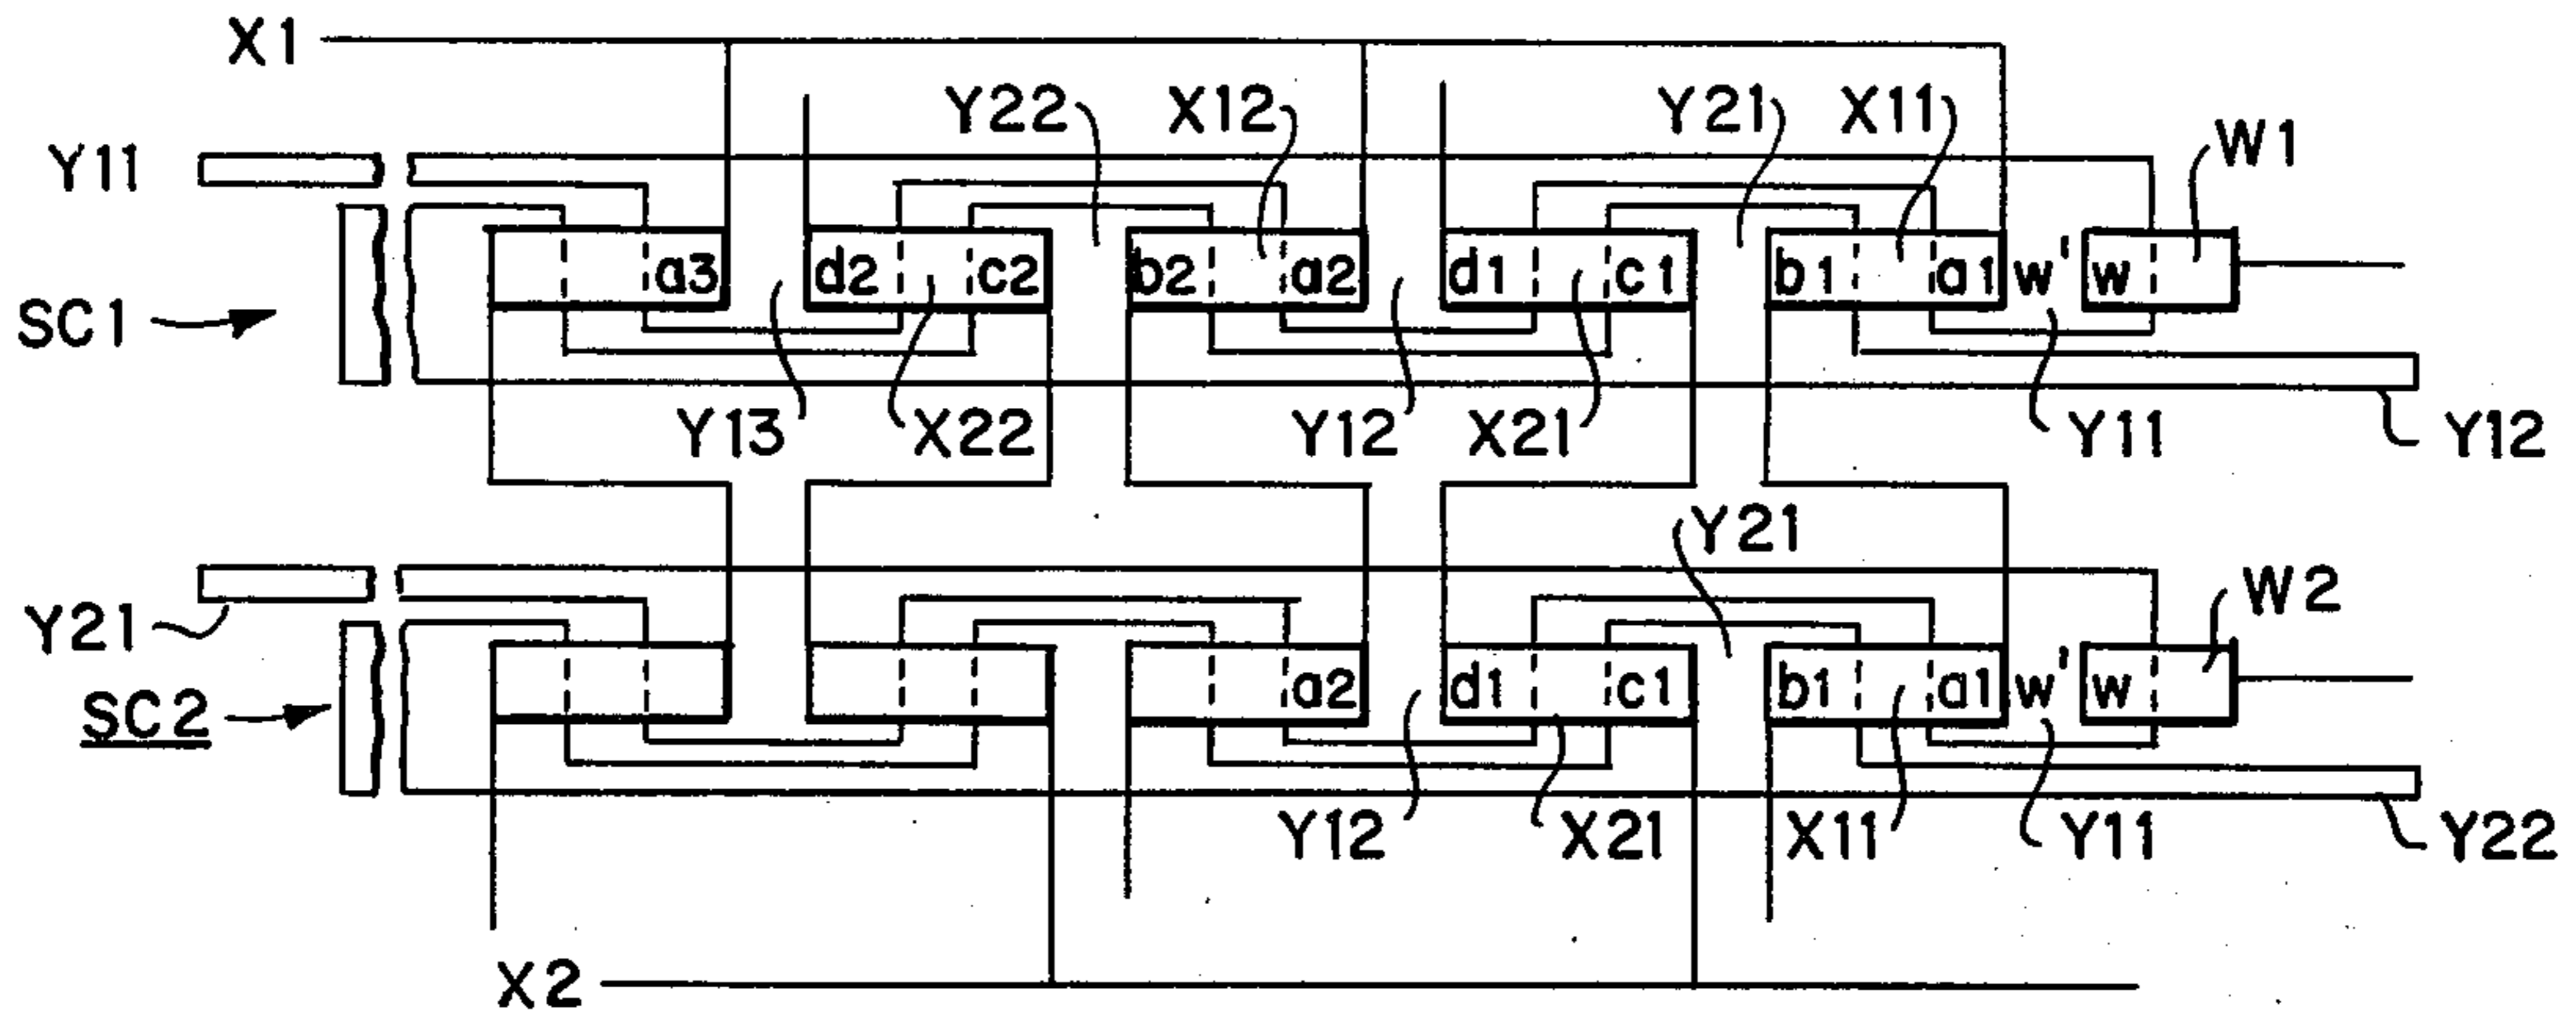 X1
Y22 X12 Y21 X11 W1
Y11
a3 d2 c2 b2 a2 d1 c1 b1 a1 w' w
SC1
Y13 X22 Y12 X21 Y11 Y12
Y21
W2
Y21
SC2 a2 d1 c1 b1 a1 w' w
Y12 X21 X11 Y11 Y22
X2